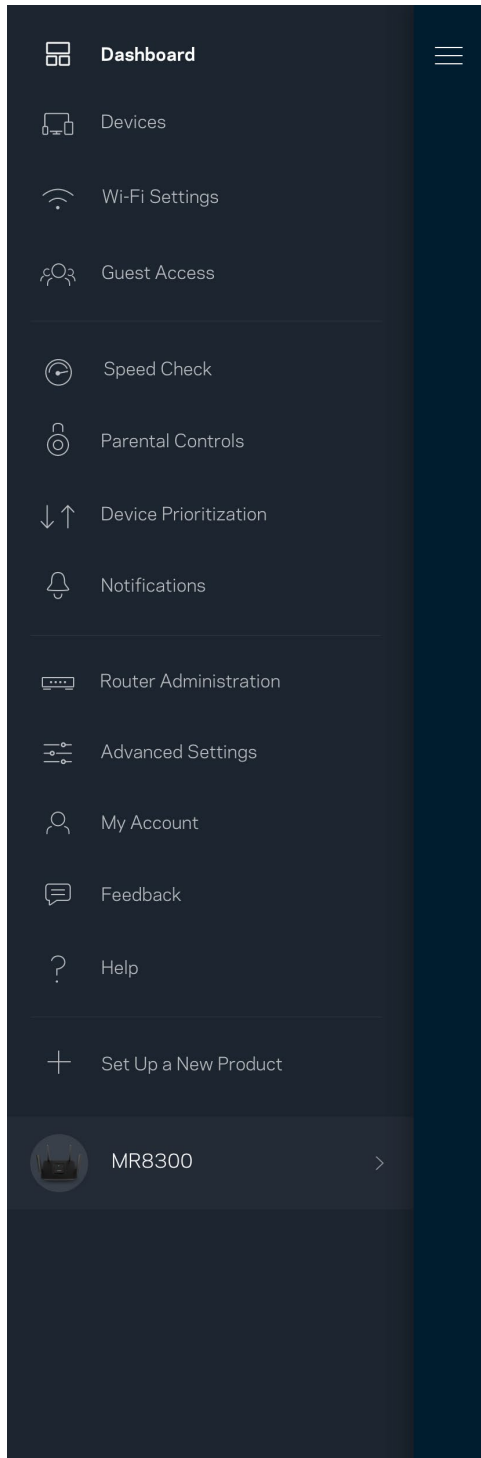 Dashboard
Devices
Wi-Fi Settings
Guest Access
Speed Check
Parental Controls
Device Prioritization
Notifications
Router Administration
Advanced Settings
My Account
Feedback
Help
Set Up a New Product
MR8300